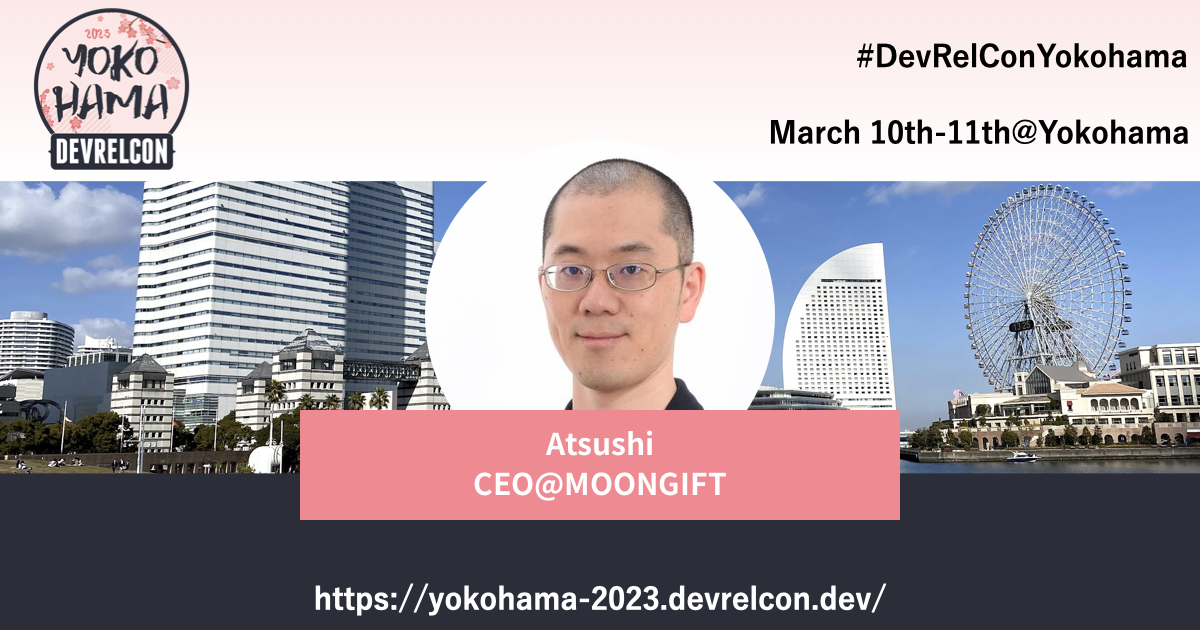 2023
YOKO
HAMA
DEVRELCON
#DevRelConYokohama
March 10th-11th@Yokohama
Atsushi
CEO@MOONGIFT
https://yokohama-2023.devrelcon.dev/